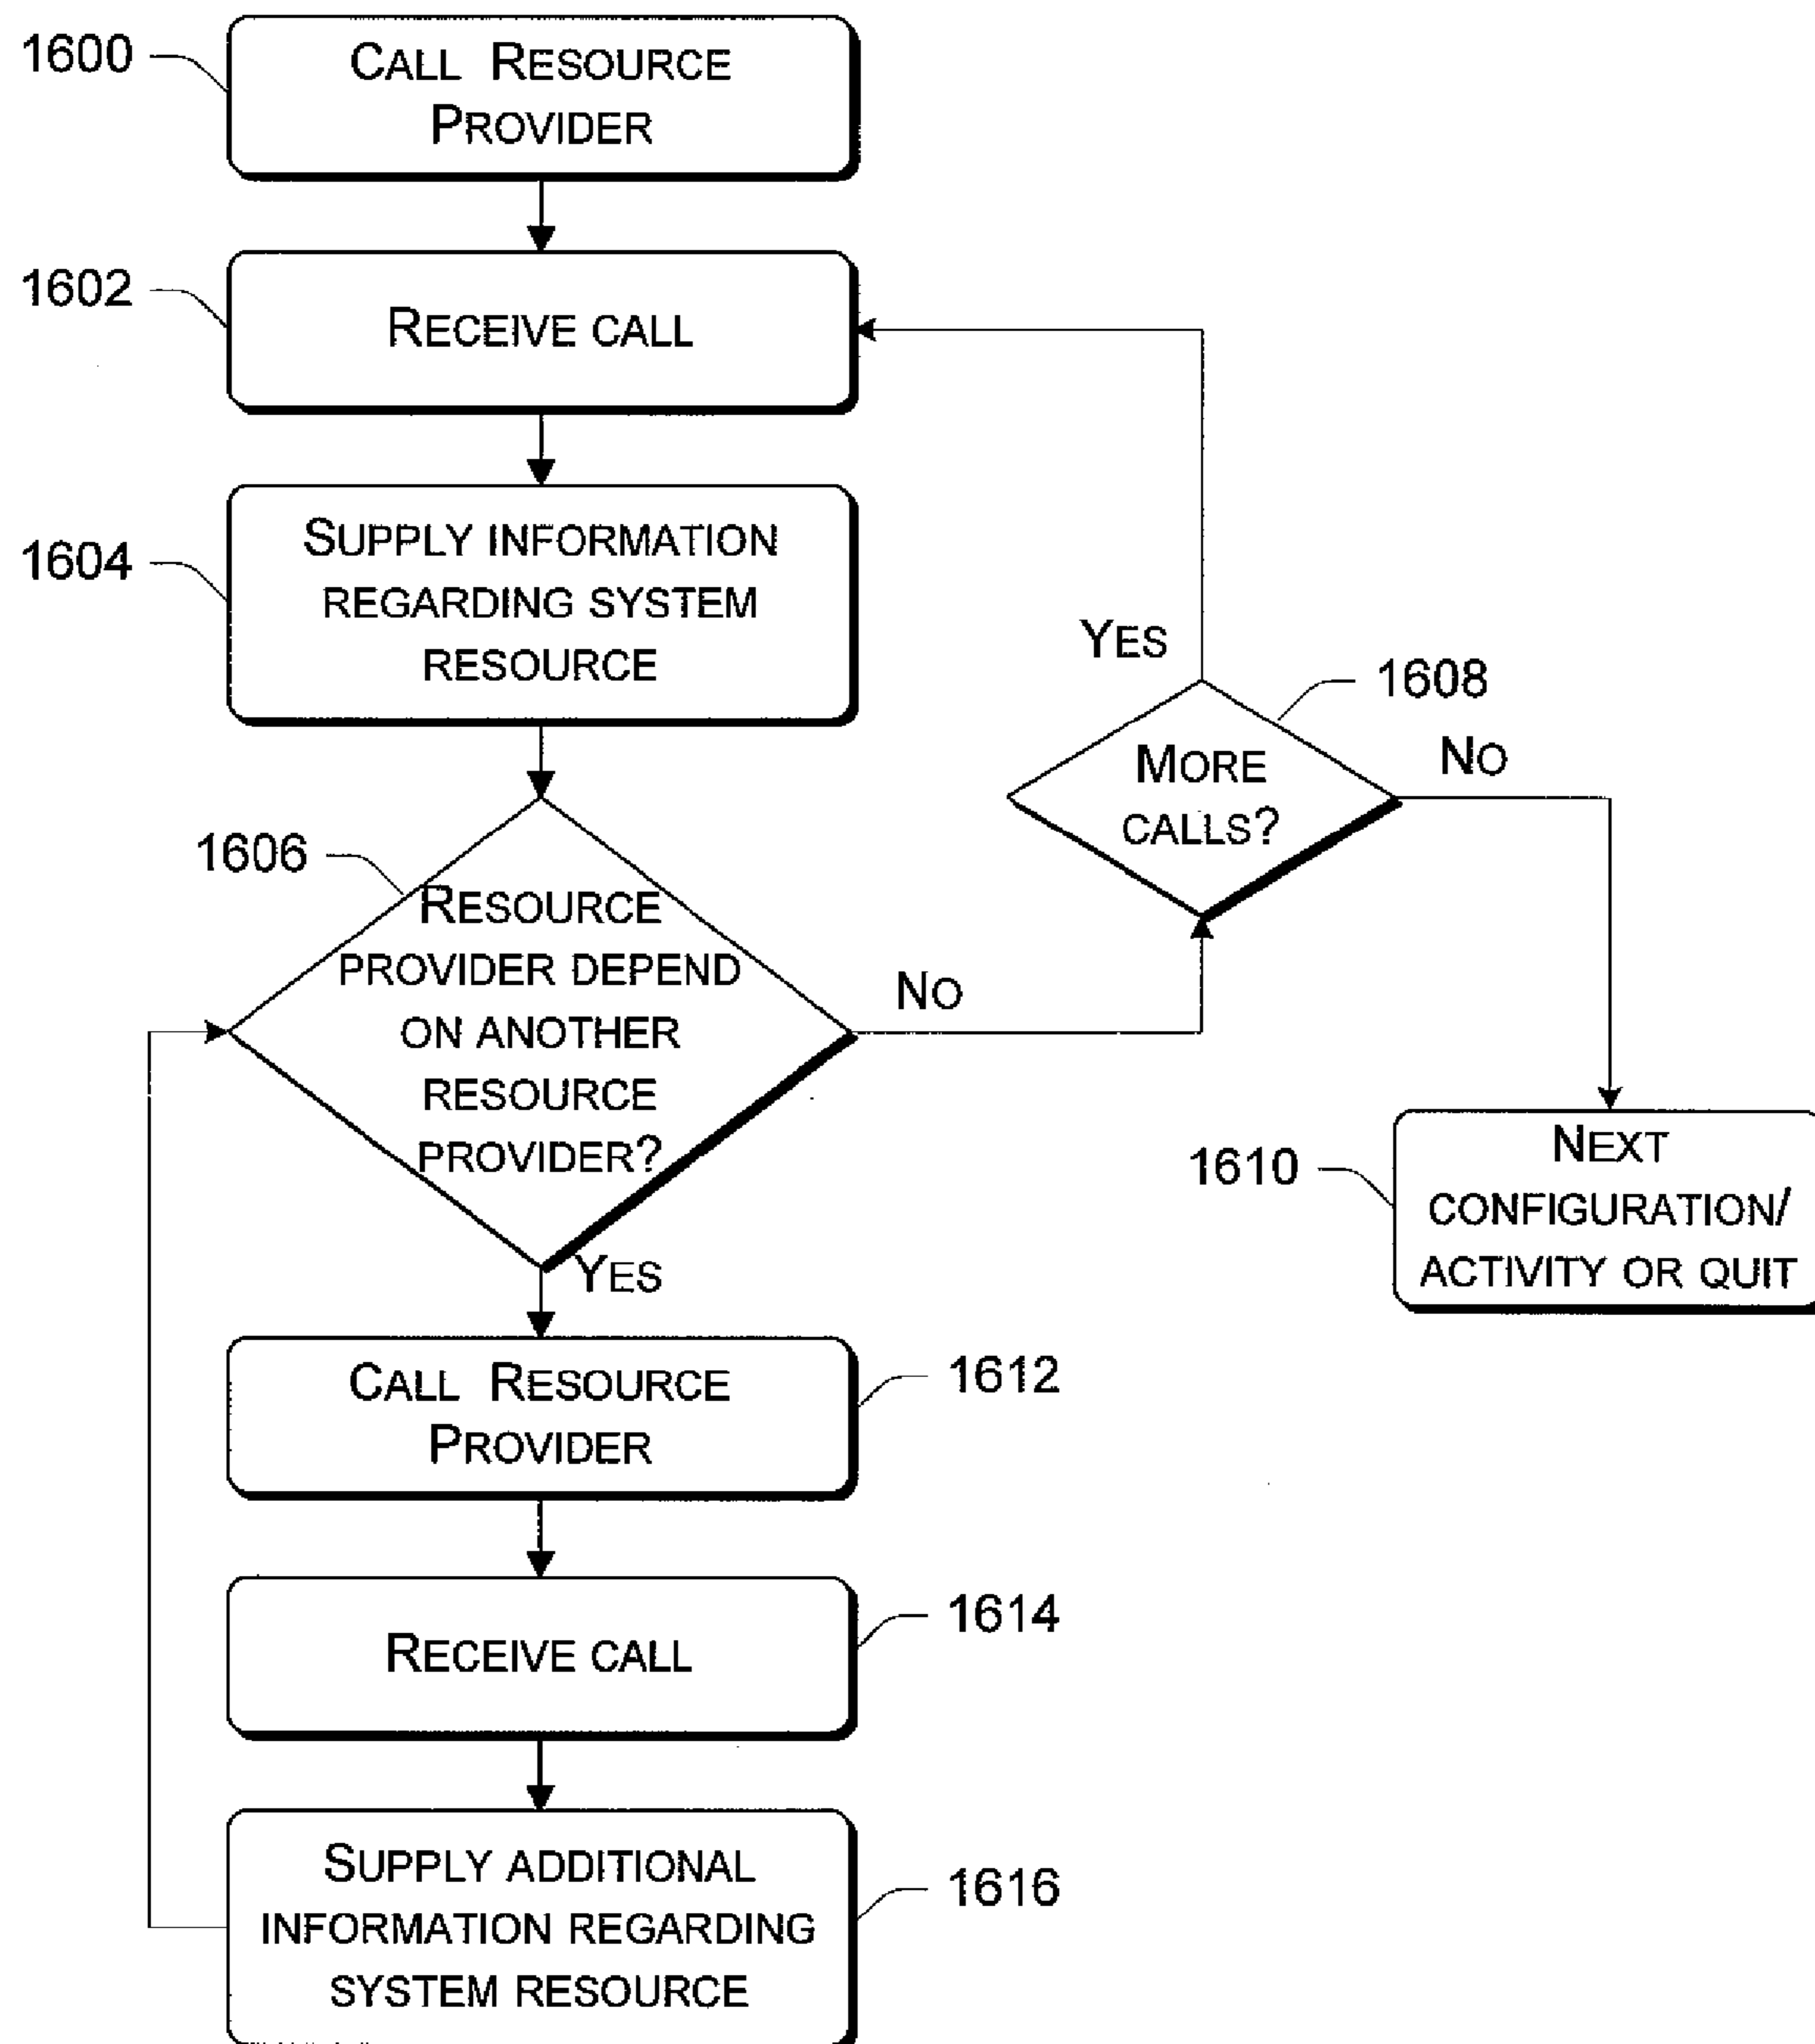 1600
CALL RESOURCE
PROVIDER
1602
RECEIVE CALL
1604
SUPPLY INFORMATION
REGARDING SYSTEM
RESOURCE
YES
1608
MORE
CALLS?
NO
1606
RESOURCE
PROVIDER DEPEND
ON ANOTHER
RESOURCE
PROVIDER?
NO
YES
1610
NEXT
CONFIGURATION/
ACTIVITY OR QUIT
CALL RESOURCE
PROVIDER
1612
RECEIVE CALL
1614
SUPPLY ADDITIONAL
INFORMATION REGARDING
SYSTEM RESOURCE
1616